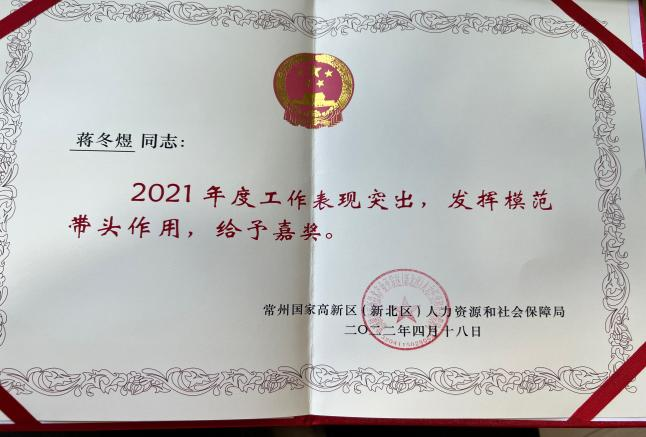 蒋冬煜 同志：
2021 年度工作表现突出，发挥模范
带头作用，给予嘉奖。
常州国家高新区（新北区）人力资源和社会保障局
二〇二二年四月十八日